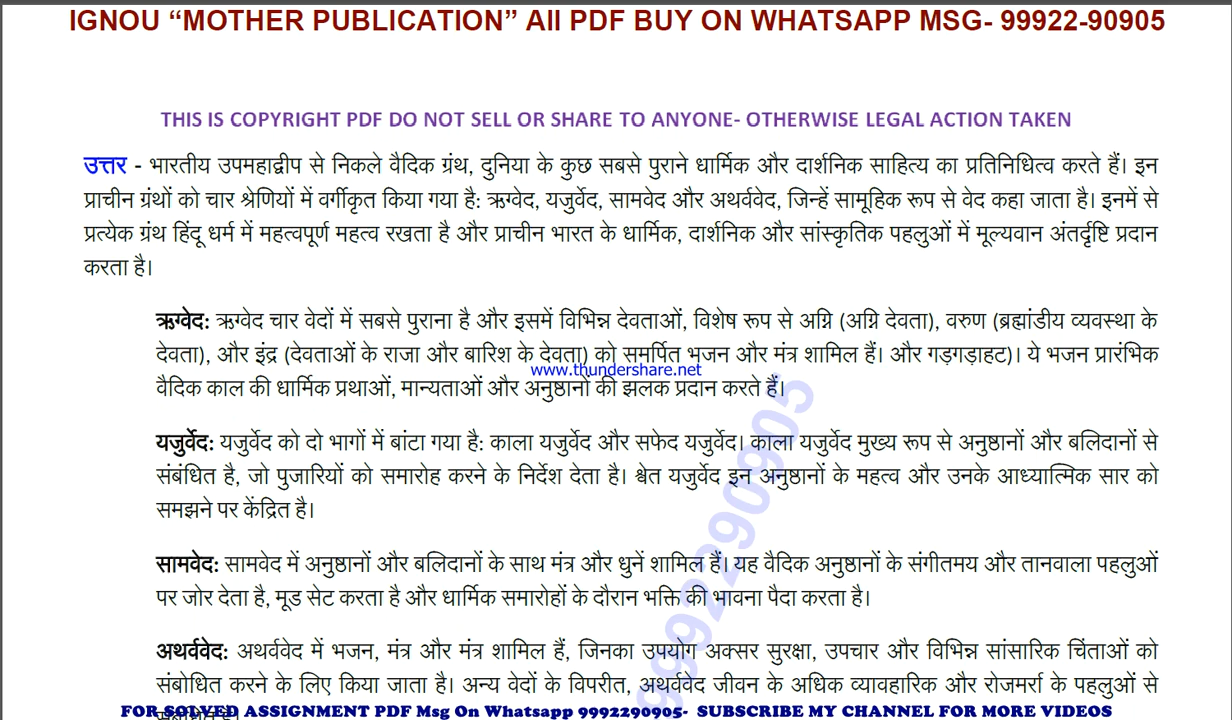 IGNOU “MOTHER PUBLICATION” All PDF BUY ON WHATSAPP MSG- 99922-90905
THIS IS COPYRIGHT PDF DO NOT SELL OR SHARE TO ANYONE- OTHERWISE LEGAL ACTION TAKEN
उत्तर - भारतीय उपमहाद्वीप से निकले वैदिक ग्रंथ, दुनिया के कुछ सबसे पुराने धार्मिक और दार्शनिक साहित्य का प्रतिनिधित्व करते हैं। इन
प्राचीन ग्रंथों को चार श्रेणियों में वर्गीकृत किया गया है: ऋग्वेद, यजुर्वेद, सामवेद और अथर्ववेद, जिन्हें सामूहिक रूप से वेद कहा जाता है। इनमें से
प्रत्येक ग्रंथ हिंदू धर्म में महत्वपूर्ण महत्व रखता है और प्राचीन भारत के धार्मिक, दार्शनिक और सांस्कृतिक पहलुओं में मूल्यवान अंतर्दृष्टि प्रदान
करता है।
ऋग्वेद: ऋग्वेद चार वेदों में सबसे पुराना है और इसमें विभिन्न देवताओं, विशेष रूप से अग्नि (अग्नि देवता), वरुण (ब्रह्मांडीय व्यवस्था के
देवता), और इंद्र (देवताओं के राजा और बारिश के देवता) को समर्पित भजन और मंत्र शामिल हैं। और गड़गड़ाहट)। ये भजन प्रारंभिक
www.thundershare.net
वैदिक काल की धार्मिक प्रथाओं, मान्यताओं और अनुष्ठानों की झलक प्रदान करते हैं।
यजुर्वेद: यजुर्वेद को दो भागों में बांटा गया है: काला यजुर्वेद और सफेद यजुर्वेद। काला यजुर्वेद मुख्य रूप से अनुष्ठानों और बलिदानों से
संबंधित है, जो पुजारियों को समारोह करने के निर्देश देता है। श्वेत यजुर्वेद इन अनुष्ठानों के महत्व और उनके आध्यात्मिक सार को
समझने पर केंद्रित है।
सामवेद: सामवेद में अनुष्ठानों और बलिदानों के साथ मंत्र और धुनें शामिल हैं। यह वैदिक अनुष्ठानों के संगीतमय और तानवाला पहलुओं
पर जोर देता है, मूड सेट करता है और धार्मिक समारोहों के दौरान भक्ति की भावना पैदा करता है।
अथर्ववेद: अथर्ववेद में भजन, मंत्र और मंत्र शामिल हैं, जिनका उपयोग अक्सर सुरक्षा, उपचार और विभिन्न सांसारिक चिंताओं को
संबोधित करने के लिए किया जाता है। अन्य वेदों के विपरीत, अथर्ववेद जीवन के अधिक व्यावहारिक और रोजमर्रा के पहलुओं से
9992290905
FOR SOLVED ASSIGNMENT PDF Msg On Whatsapp 9992290905- SUBSCRIBE MY CHANNEL FOR MORE VIDEOS